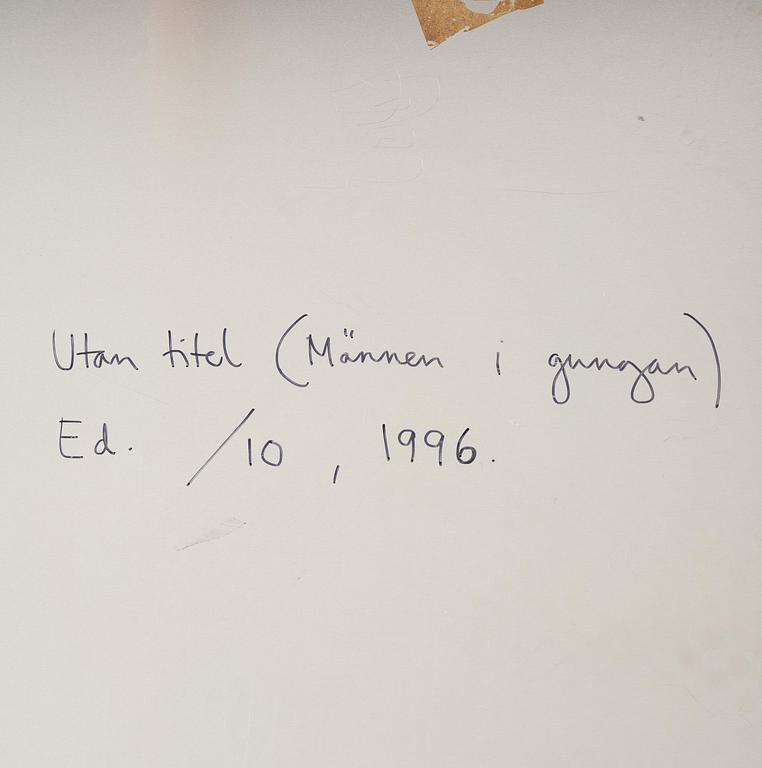 Utan titel (Männen i gungan)
Ed. /10, 1996.